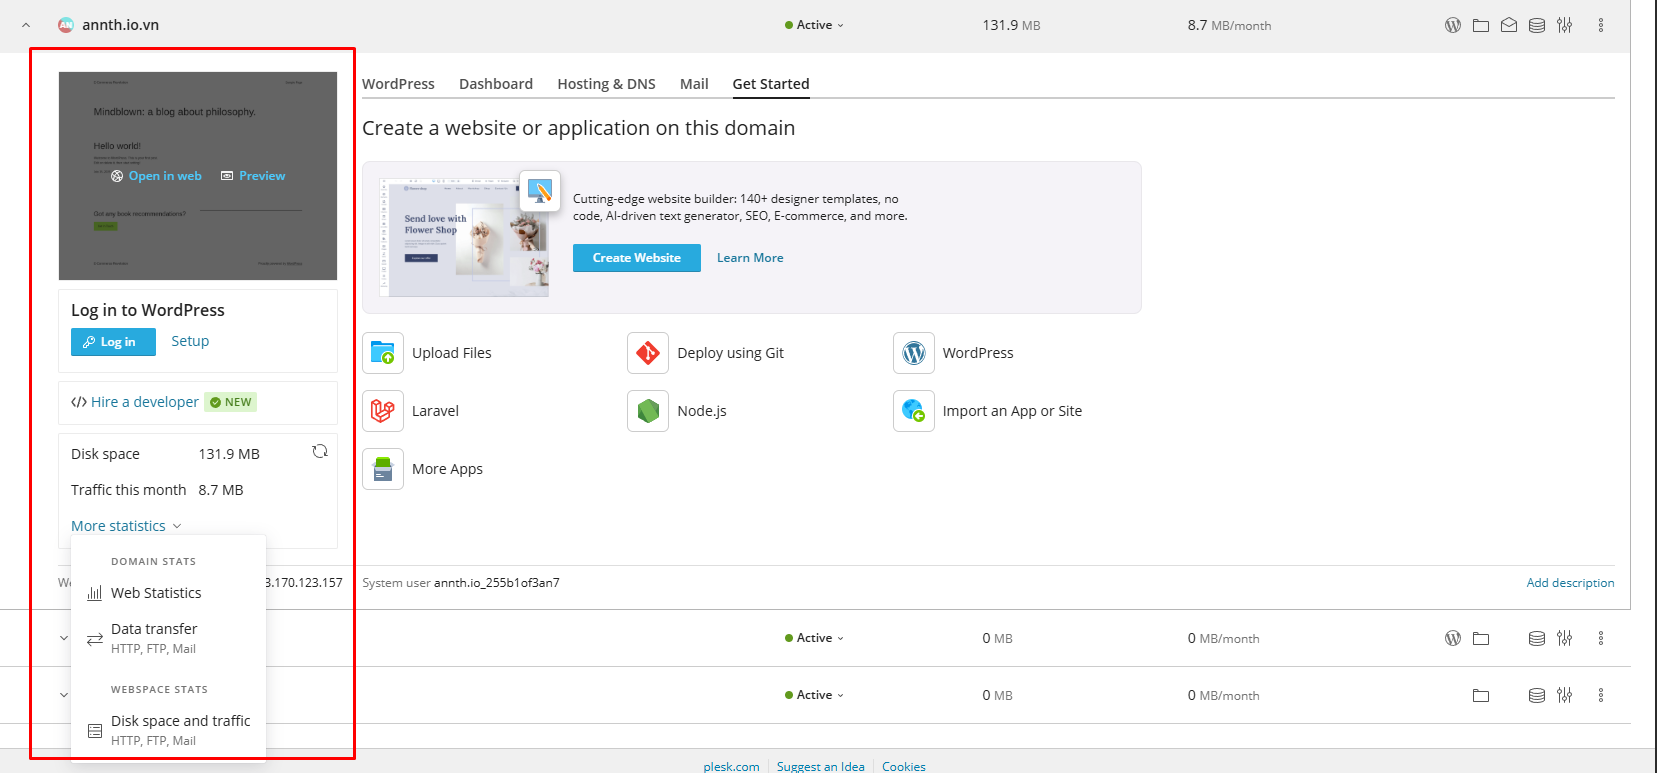 AN annth.io.vn
Active
131.9 MB
8.7 MB/month
Mindblown: a blog about philosophy.
Hello world!
Open in web
Preview
Got any book recommendations?
Log in to WordPress
Log in
Setup
</> Hire a developer
NEW
Disk space 131.9 MB
Traffic this month 8.7 MB
More statistics
DOMAIN STATS
Web Statistics
Data transfer
HTTP, FTP, Mail
WEBSPACE STATS
Disk space and traffic
HTTP, FTP, Mail
WordPress Dashboard Hosting & DNS Mail Get Started
Create a website or application on this domain
Send love with
Flower Shop
Cutting-edge website builder: 140+ designer templates, no
code, AI-driven text generator, SEO, E-commerce, and more.
Create Website
Learn More
Upload Files
Deploy using Git
WordPress
Laravel
Node.js
Import an App or Site
More Apps
.170.123.157
System user annth.io_255b1of3an7
Add description
Active
0 MB
0 MB/month
Active
0 MB
0 MB/month
plesk.com
Suggest an Idea
Cookies